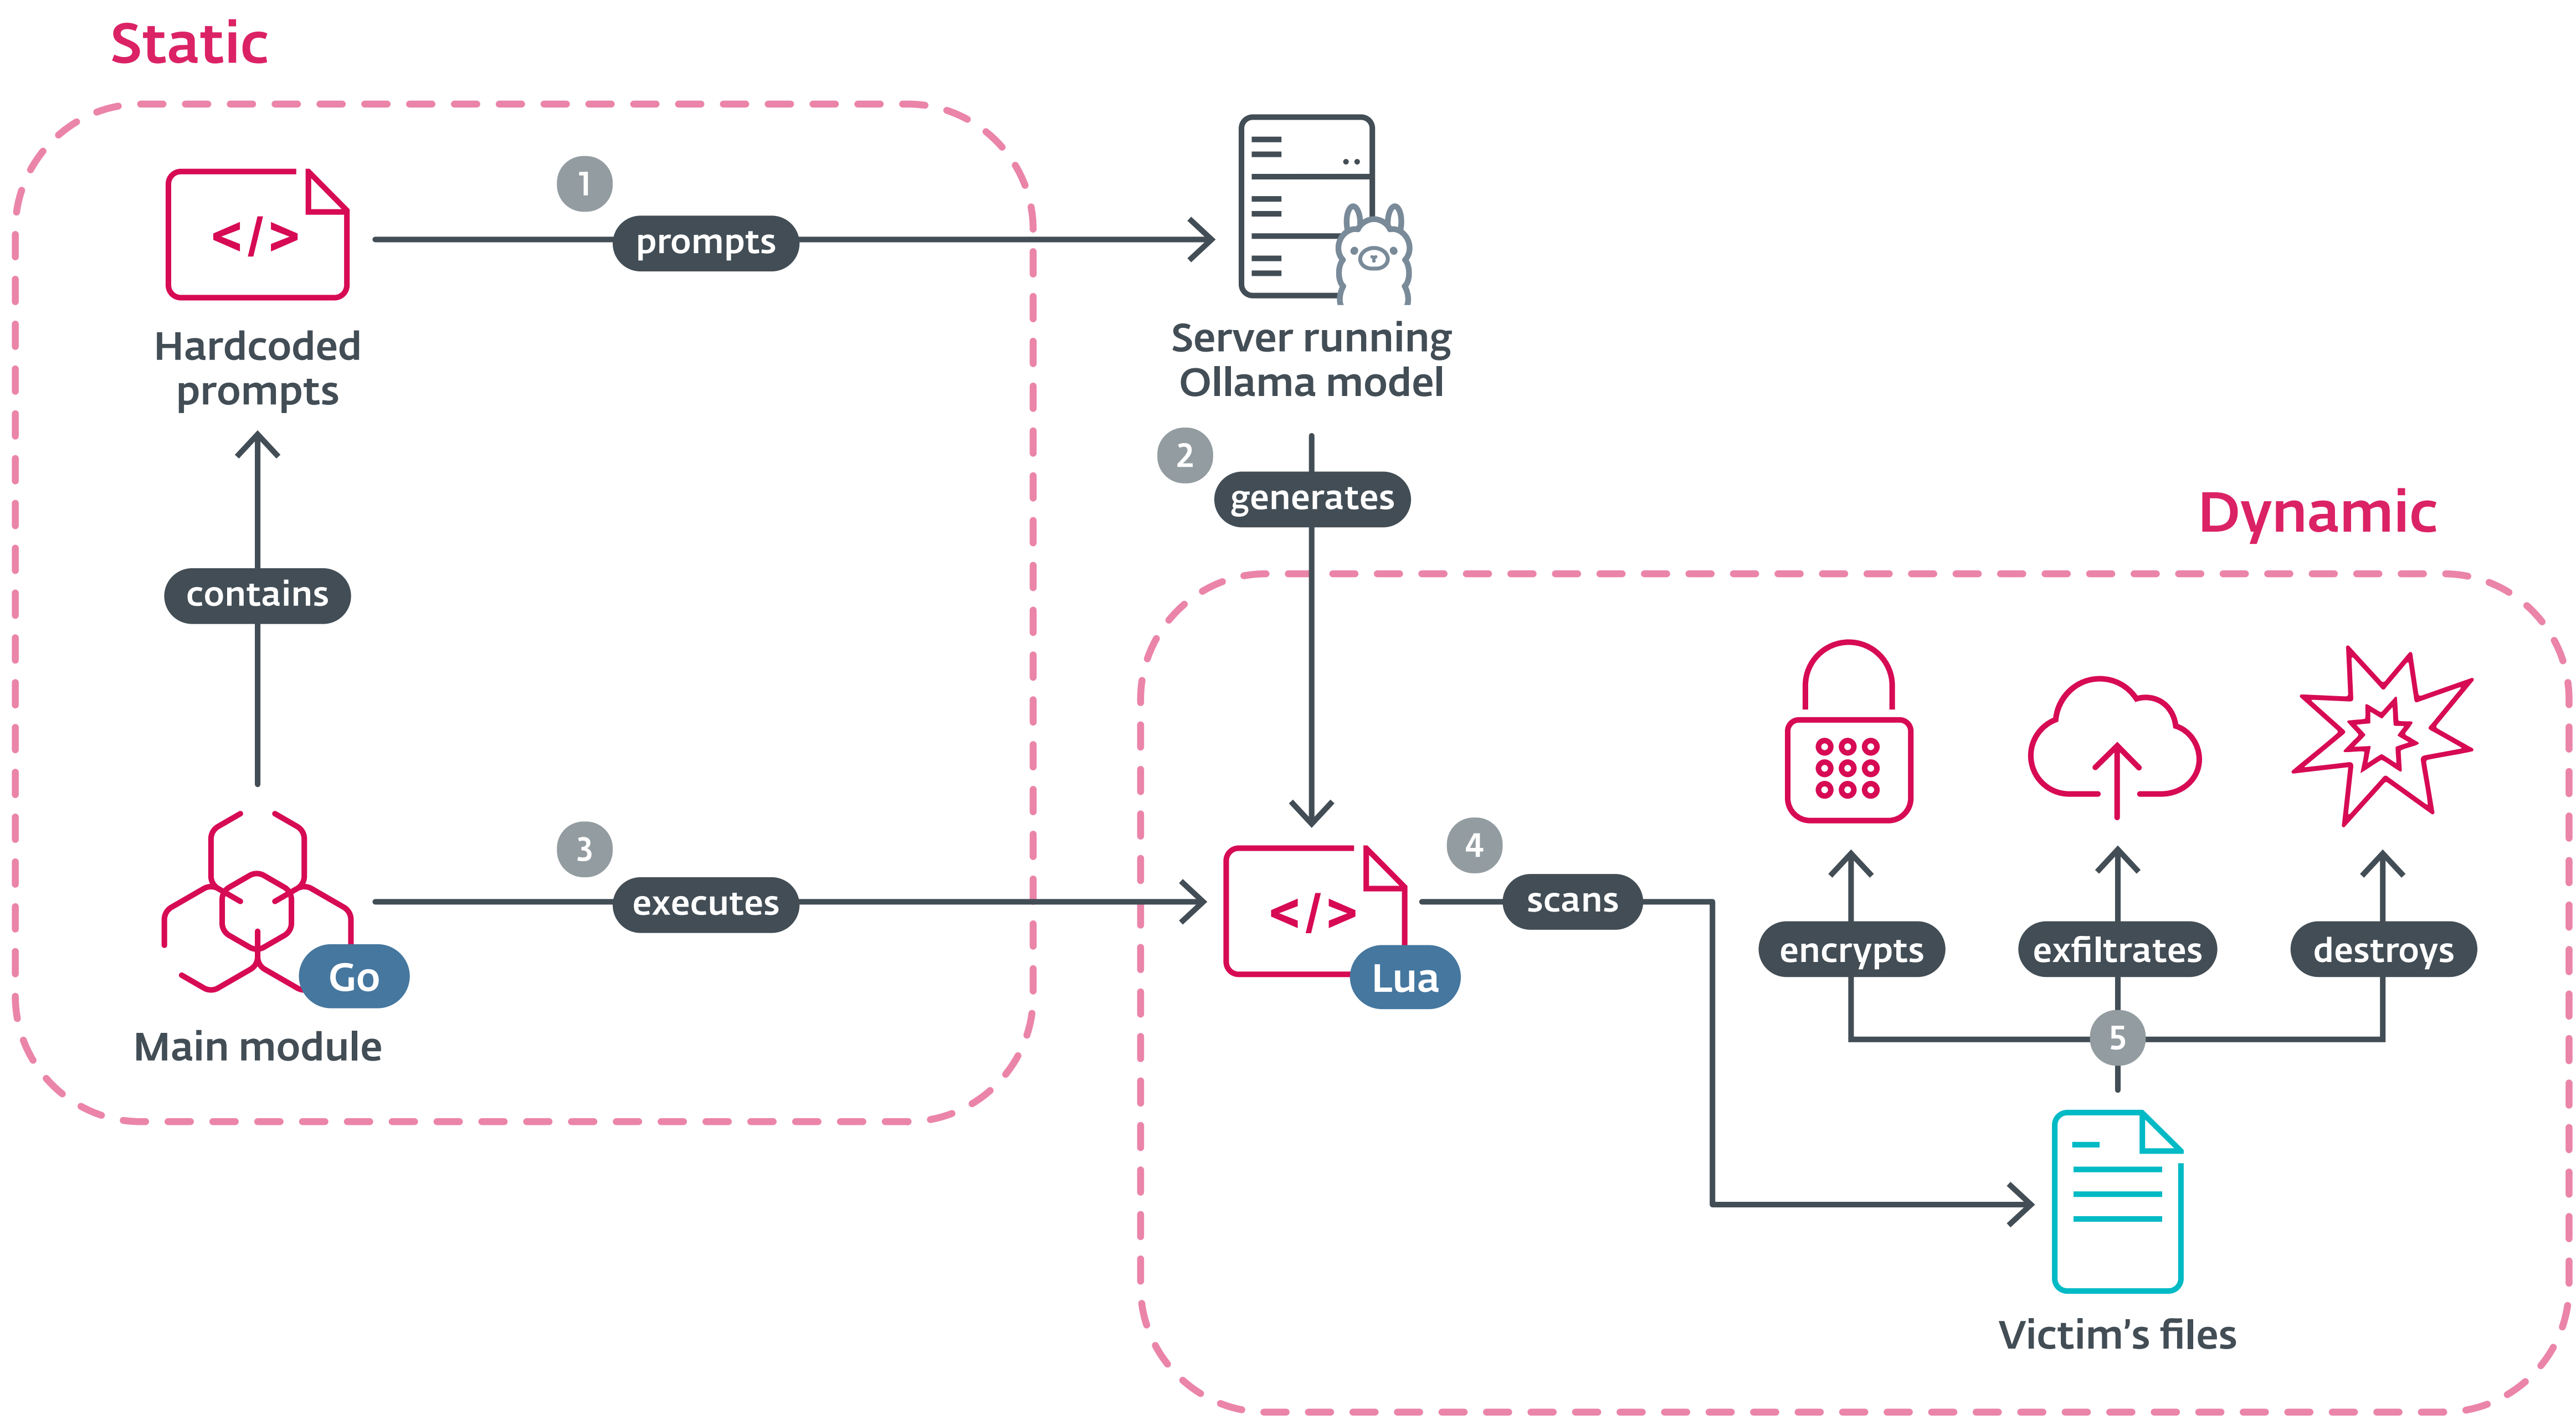 Static
1
prompts
Hardcoded
prompts
</>
Server running
Ollama model
2
generates
Dynamic
contains
3
executes
Go
Main module
</>
Lua
4
scans
encrypts
exfiltrates
destroys
5
Victim's files